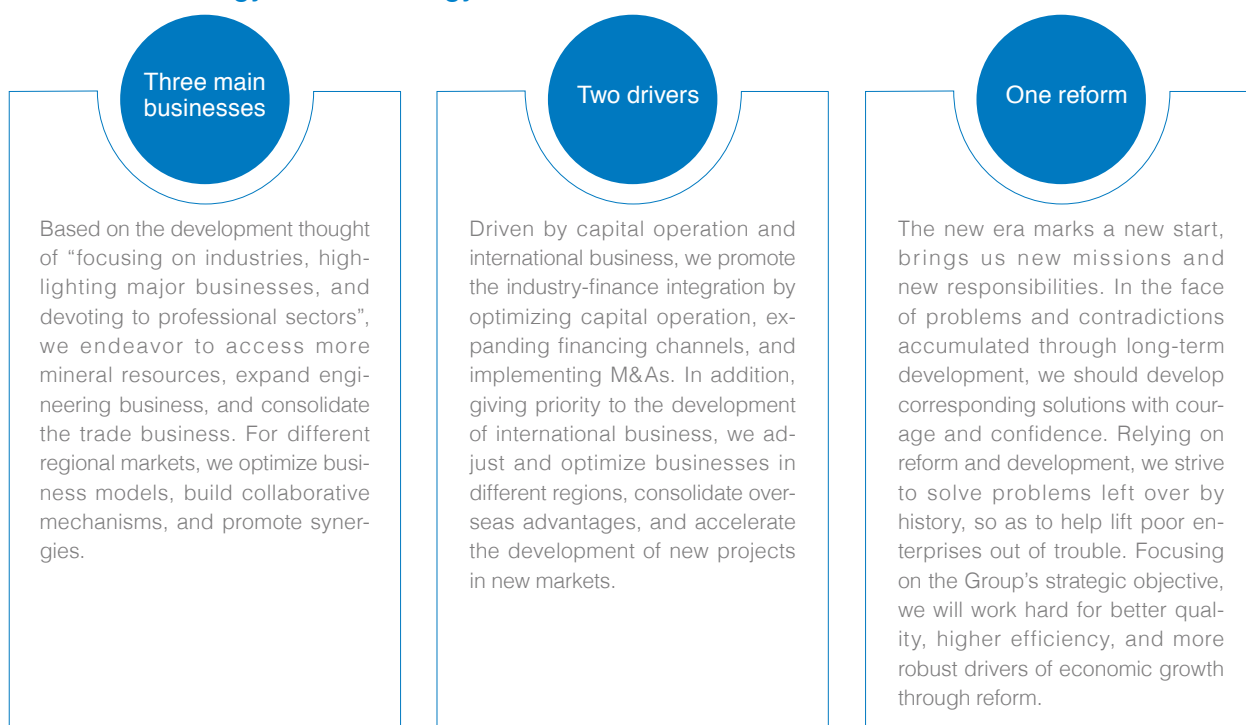 Three main
businesses
Based on the development thought
of “focusing on industries, high-
lighting major businesses, and
devoting to professional sectors”,
we endeavor to access more
mineral resources, expand engi-
neering business, and consolidate
the trade business. For different
regional markets, we optimize busi-
ness models, build collaborative
mechanisms, and promote syner-
gies.
Two drivers
Driven by capital operation and
international business, we promote
the industry-finance integration by
optimizing capital operation, ex-
panding financing channels, and
implementing M&As. In addition,
giving priority to the development
of international business, we ad-
just and optimize businesses in
different regions, consolidate over-
seas advantages, and accelerate
the development of new projects
in new markets.
One reform
The new era marks a new start,
brings us new missions and
new responsibilities. In the face
of problems and contradictions
accumulated through long-term
development, we should develop
corresponding solutions with cour-
age and confidence. Relying on
reform and development, we strive
to solve problems left over by
history, so as to help lift poor en-
terprises out of trouble. Focusing
on the Group’s strategic objective,
we will work hard for better qual-
ity, higher efficiency, and more
robust drivers of economic growth
through reform.